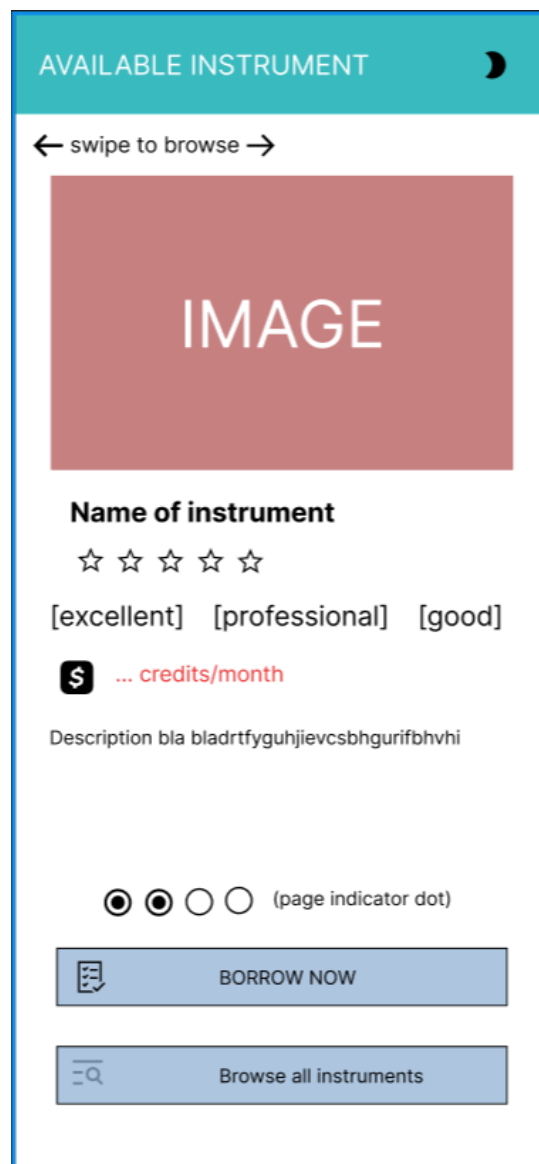 AVAILABLE INSTRUMENT
← swipe to browse →
IMAGE
Name of instrument
[excellent] [professional] [good]
$ ... credits/month
Description bla bladrtfyguhjievcsbhgurifbhvhi
(page indicator dot)
BORROW NOW
Browse all instruments